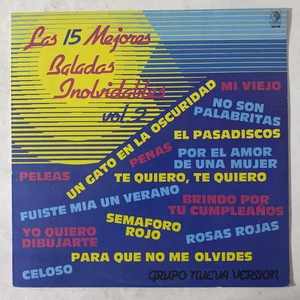 Las 15 Mejores
Baladas
Inolvidables
vol. 2
MI VIEJO
UN GATO EN LA OSCURIDAD
NO SON
PALABRITAS
EL PASADISCOS
PENAS
POR EL AMOR
DE UNA MUJER
PELEAS
TE QUIERO, TE QUIERO
FUISTE MIA UN VERANO
BRINDO POR
TU CUMPLEAÑOS
SEMAFORO
ROJO
YO QUIERO
DIBUJARTE
ROSAS ROJAS
PARA QUE NO ME OLVIDES
CELOSO
GRUPO NUEVA VERSION